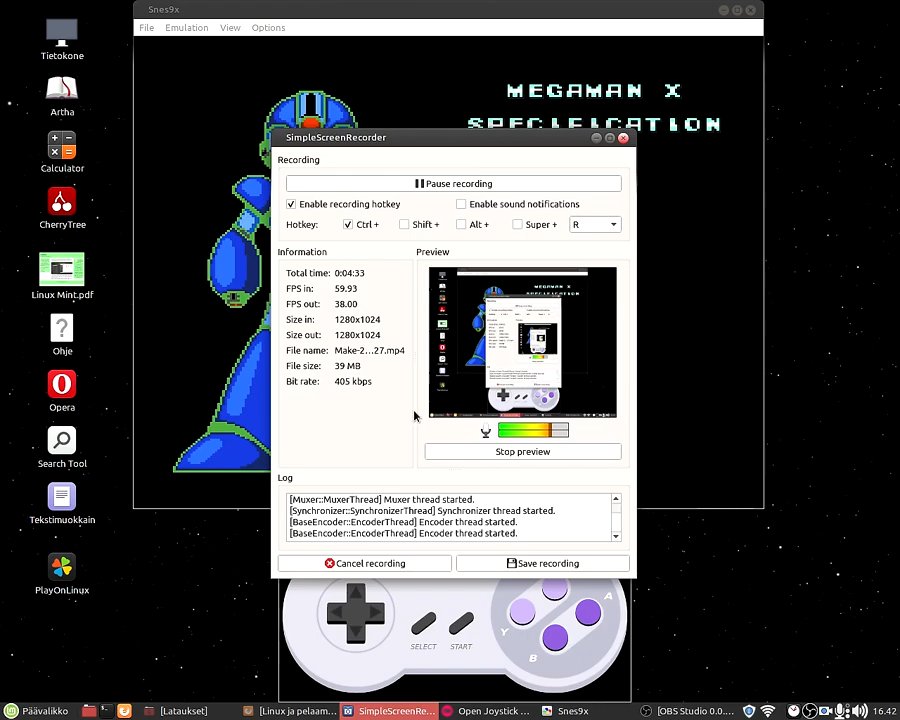 Snes9x
File Emulation View Options
MEGAMAN X
SPECIFICATION
Tietokone
Artha
Calculator
CherryTree
Linux Mint.pdf
Ohje
Opera
Search Tool
Tekstimuokkain
PlayOnLinux
SimpleScreenRecorder
Recording
Pause recording
Enable recording hotkey Enable sound notifications
Hotkey: Ctrl + Shift + Alt + Super + R
Information
Total time: 0:04:33
FPS in: 59.93
FPS out: 38.00
Size in: 1280x1024
Size out: 1280x1024
File name: Make-2...27.mp4
File size: 39 MB
Bit rate: 405 kbps
Preview
Stop preview
Log
[Muxer::MuxerThread] Muxer thread started.
[Synchronizer::SynchronizerThread] Synchronizer thread started.
[BaseEncoder::EncoderThread] Encoder thread started.
[BaseEncoder::EncoderThread] Encoder thread started.
Cancel recording Save recording
A
Y
B
SELECT START
Päävalikko [Lataukset] [Linux ja pelaam... SimpleScreenRe... Open Joystick ... Snes9x [OBS Studio 0.0.... 16.42